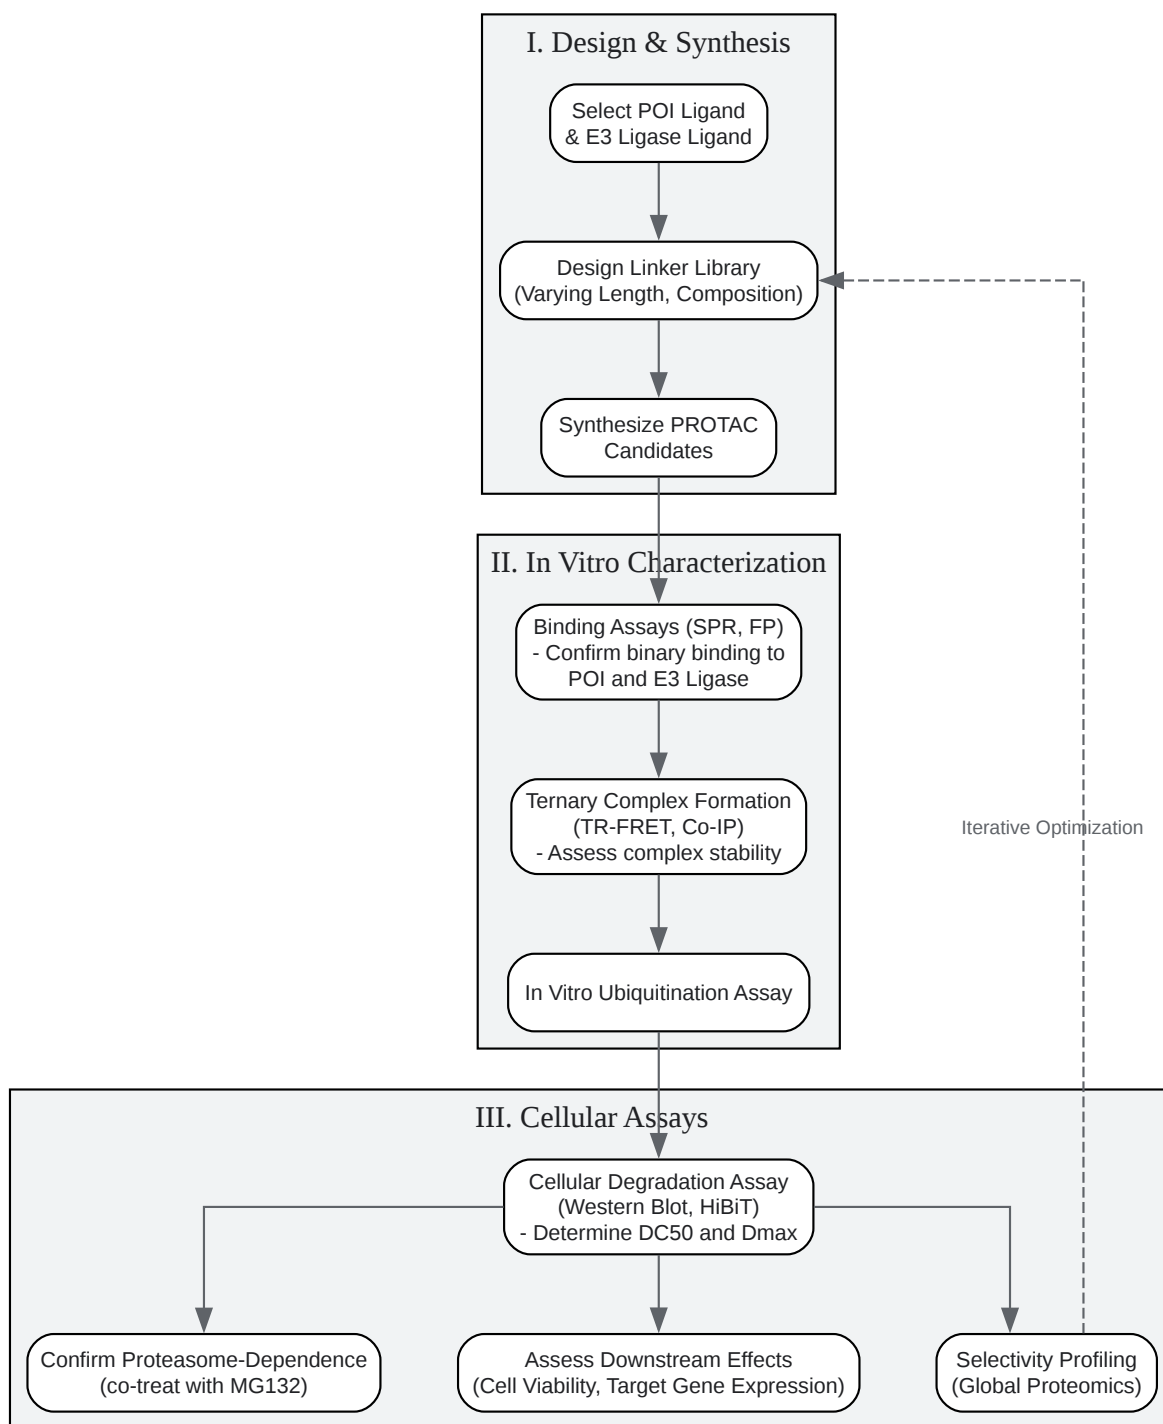 I. Design & Synthesis
Select POI Ligand
& E3 Ligase Ligand
Design Linker Library
(Varying Length, Composition)
Synthesize PROTAC
Candidates
II. In Vitro Characterization
Binding Assays (SPR, FP)
- Confirm binary binding to
POI and E3 Ligase
Ternary Complex Formation
(TR-FRET, Co-IP)
- Assess complex stability
Iterative Optimization
In Vitro Ubiquitination Assay
III. Cellular Assays
Cellular Degradation Assay
(Western Blot, HiBiT)
- Determine DC50 and Dmax
Confirm Proteasome-Dependence
(co-treat with MG132)
Assess Downstream Effects
(Cell Viability, Target Gene Expression)
Selectivity Profiling
(Global Proteomics)